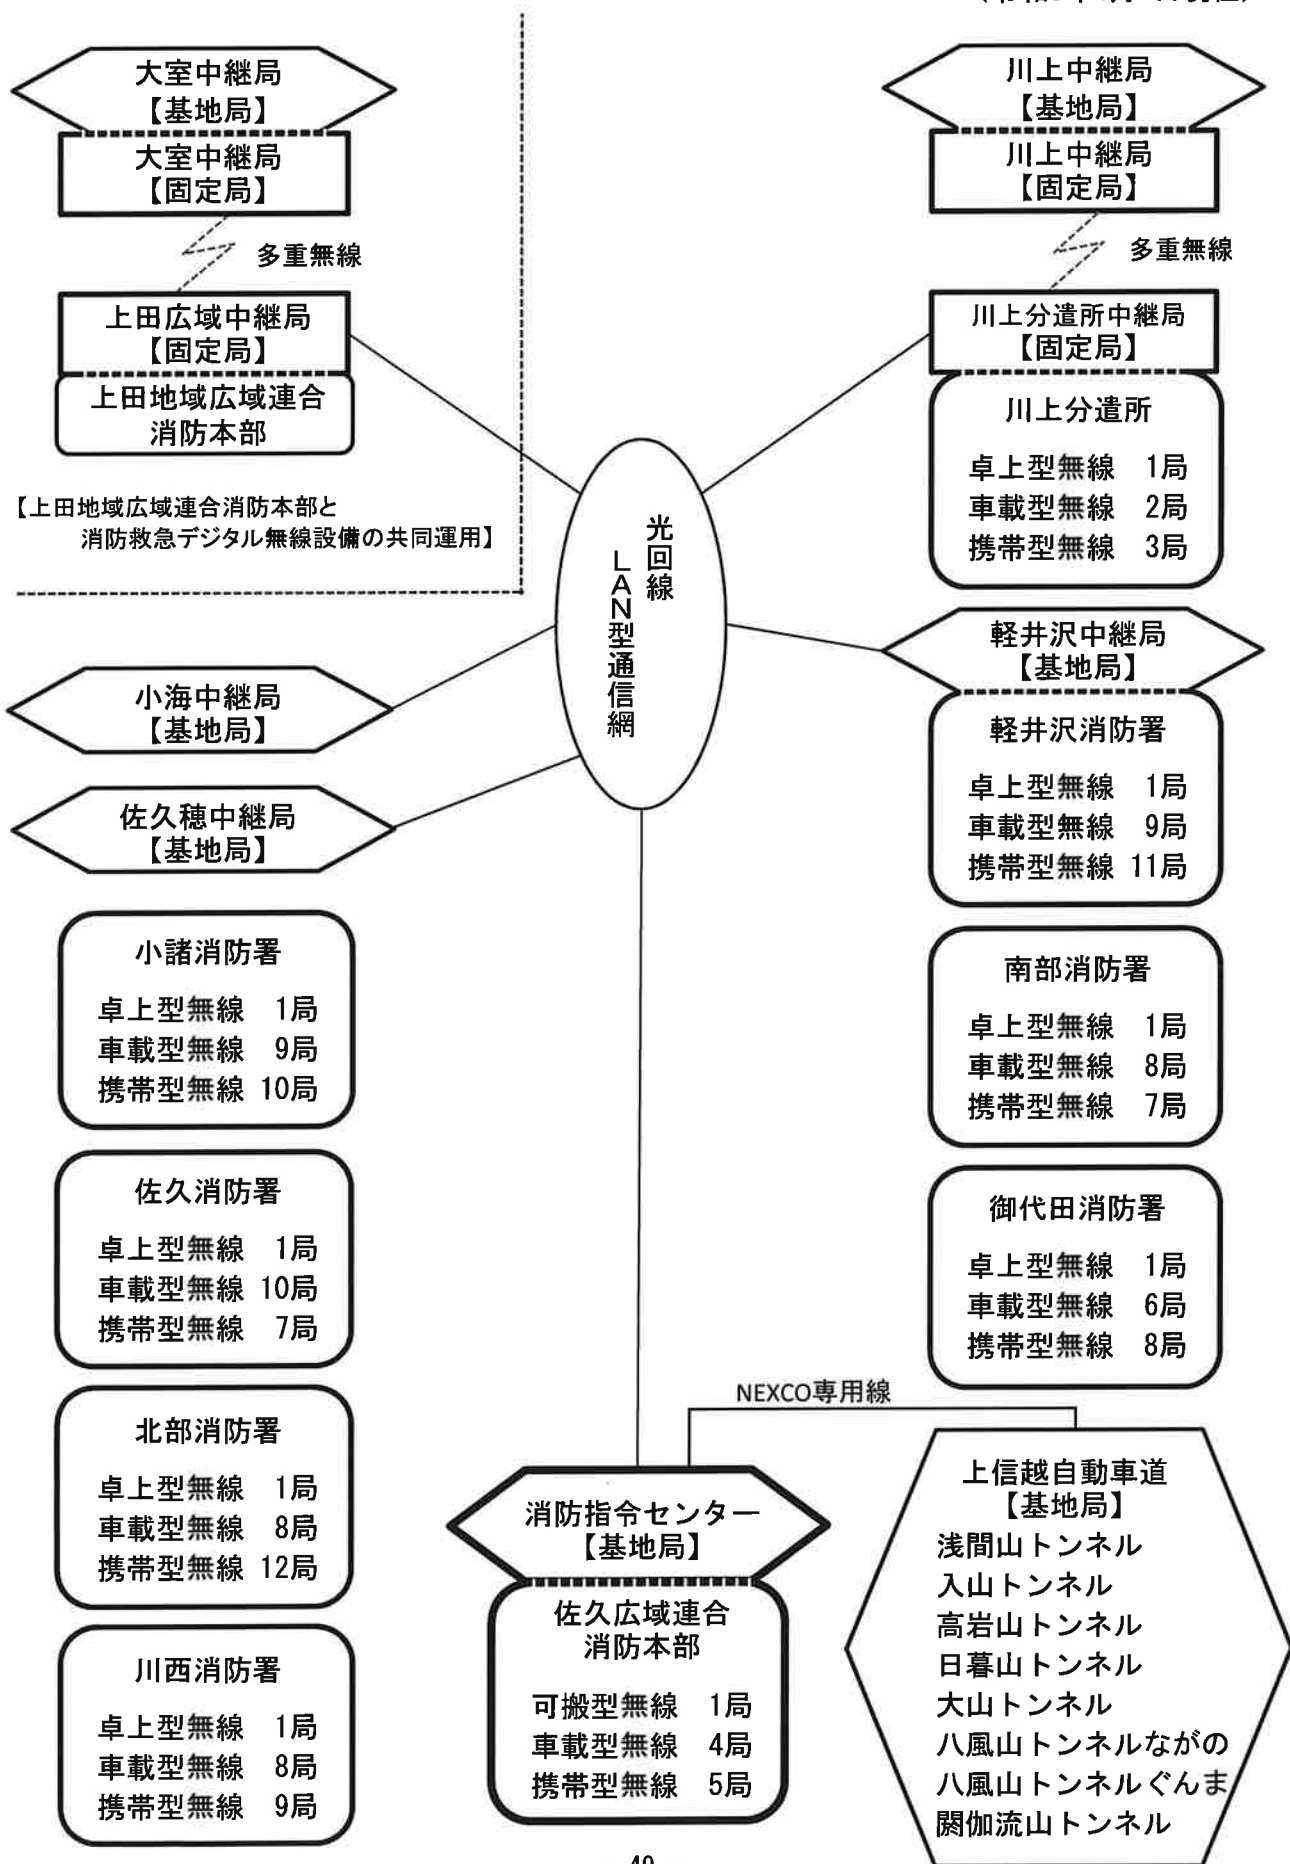 大室中継局
【基地局】
大室中継局
【固定局】
多重無線
上田広域中継局
【固定局】
上田地域広域連合
消防本部
【上田地域広域連合消防本部と
消防救急デジタル無線設備の共同運用】
川上中継局
【基地局】
川上中継局
【固定局】
多重無線
川上分遣所中継局
【固定局】
川上分遣所
卓上型無線 1局
車載型無線 2局
携帯型無線 3局
光回線
LAN型通信網
軽井沢中継局
【基地局】
軽井沢消防署
卓上型無線 1局
車載型無線 9局
携帯型無線 11局
小海中継局
【基地局】
佐久穂中継局
【基地局】
小諸消防署
卓上型無線 1局
車載型無線 9局
携帯型無線 10局
南部消防署
卓上型無線 1局
車載型無線 8局
携帯型無線 7局
佐久消防署
卓上型無線 1局
車載型無線 10局
携帯型無線 7局
御代田消防署
卓上型無線 1局
車載型無線 6局
携帯型無線 8局
北部消防署
卓上型無線 1局
車載型無線 8局
携帯型無線 12局
川西消防署
卓上型無線 1局
車載型無線 8局
携帯型無線 9局
NEXCO専用線
消防指令センター
【基地局】
佐久広域連合
消防本部
可搬型無線 1局
車載型無線 4局
携帯型無線 5局
上信越自動車道
【基地局】
浅間山トンネル
入山トンネル
高岩山トンネル
日暮山トンネル
大山トンネル
八風山トンネルながの
八風山トンネルぐんま
閼伽流山トンネル